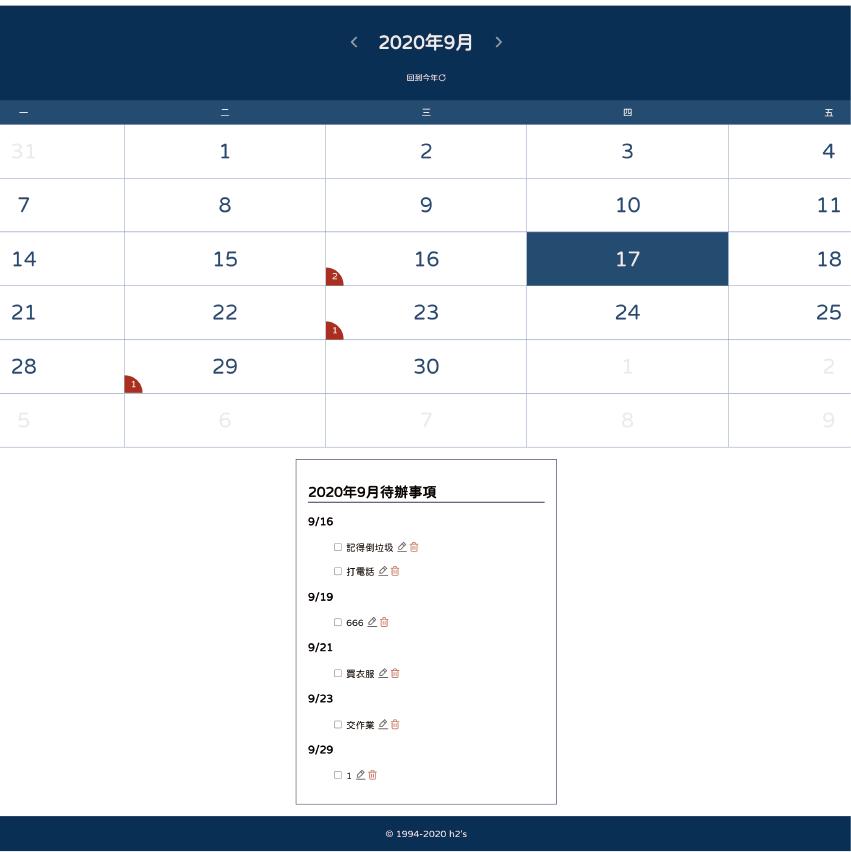 2020年9月
回到今年
一 二 三 四 五
31 1 2 3 4
7 8 9 10 11
14 15 16 17 18
2
21 22 23 24 25
1
28 29 30 1 2
1
5 6 7 8 9
2020年9月待辦事項
9/16
記得倒垃圾
打電話
9/19
666
9/21
買衣服
9/23
交作業
9/29
1
© 1994-2020 h2's